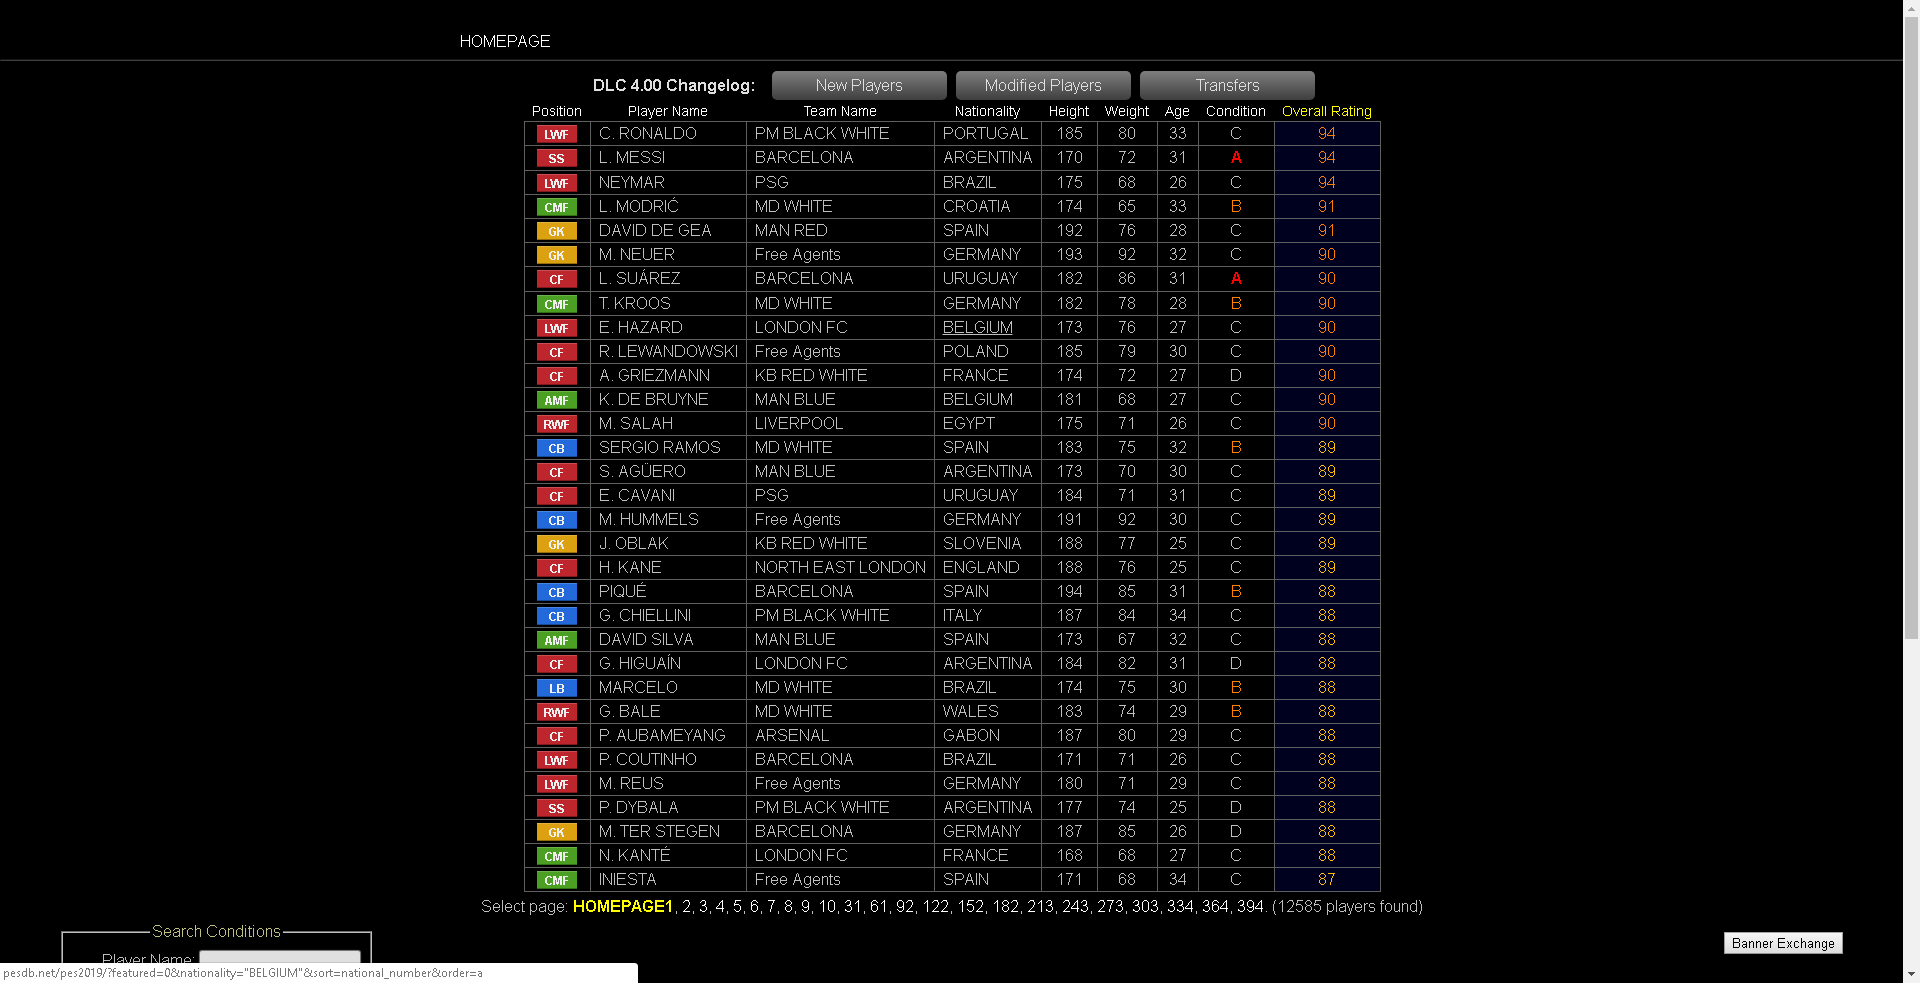 HOMEPAGE
DLC 4.00 Changelog: New Players Modified Players Transfers
Position Player Name Team Name Nationality Height Weight Age Condition Overall Rating
LWF C. RONALDO PM BLACK WHITE PORTUGAL 185 80 33 C 94
SS L. MESSI BARCELONA ARGENTINA 170 72 31 A 94
LWF NEYMAR PSG BRAZIL 175 68 26 C 94
CMF L. MODRIĆ MD WHITE CROATIA 174 65 33 B 91
GK DAVID DE GEA MAN RED SPAIN 192 76 28 C 91
GK M. NEUER Free Agents GERMANY 193 92 32 C 90
CF L. SUÁREZ BARCELONA URUGUAY 182 86 31 A 90
CMF T. KROOS MD WHITE GERMANY 182 78 28 B 90
LWF E. HAZARD LONDON FC BELGIUM 173 76 27 C 90
CF R. LEWANDOWSKI Free Agents POLAND 185 79 30 C 90
CF A. GRIEZMANN KB RED WHITE FRANCE 174 72 27 D 90
AMF K. DE BRUYNE MAN BLUE BELGIUM 181 68 27 C 90
RWF M. SALAH LIVERPOOL EGYPT 175 71 26 C 90
CB SERGIO RAMOS MD WHITE SPAIN 183 75 32 B 89
CF S. AGÜERO MAN BLUE ARGENTINA 173 70 30 C 89
CF E. CAVANI PSG URUGUAY 184 71 31 C 89
CB M. HUMMELS Free Agents GERMANY 191 92 30 C 89
GK J. OBLAK KB RED WHITE SLOVENIA 188 77 25 C 89
CF H. KANE NORTH EAST LONDON ENGLAND 188 76 25 C 89
CB PIQUÉ BARCELONA SPAIN 194 85 31 B 88
CB G. CHIELLINI PM BLACK WHITE ITALY 187 84 34 C 88
AMF DAVID SILVA MAN BLUE SPAIN 173 67 32 C 88
CF G. HIGUAÍN LONDON FC ARGENTINA 184 82 31 D 88
LB MARCELO MD WHITE BRAZIL 174 75 30 B 88
RWF G. BALE MD WHITE WALES 183 74 29 B 88
CF P. AUBAMEYANG ARSENAL GABON 187 80 29 C 88
LWF P. COUTINHO BARCELONA BRAZIL 171 71 26 C 88
LWF M. REUS Free Agents GERMANY 180 71 29 C 88
SS P. DYBALA PM BLACK WHITE ARGENTINA 177 74 25 D 88
GK M. TER STEGEN BARCELONA GERMANY 187 85 26 D 88
CMF N. KANTÉ LONDON FC FRANCE 168 68 27 C 88
CMF INIESTA Free Agents SPAIN 171 68 34 C 87
Select page: HOMEPAGE1, 2, 3, 4, 5, 6, 7, 8, 9, 10, 31, 61, 92, 122, 152, 182, 213, 243, 273, 303, 334, 364, 394. (12585 players found)
Search Conditions
Player Name:
Banner Exchange
pesdb.net/pes2019/?featured=0&nationality="BELGIUM"&sort=national_number&order=a